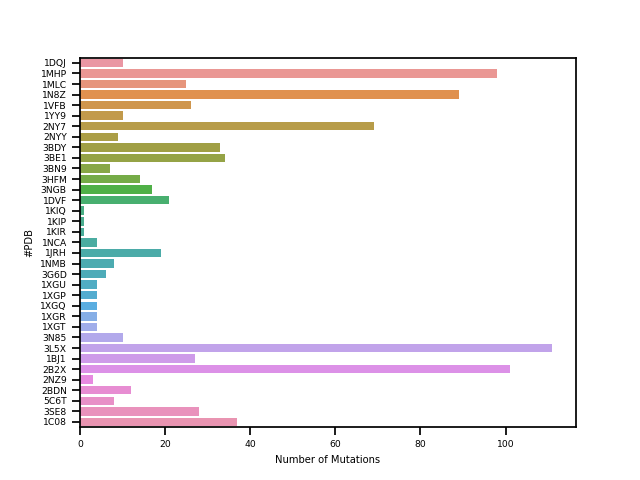 1DQJ
1MHP
1MLC
1N8Z
1VFB
1YY9
2NY7
2NYY
3BDY
3BE1
3BN9
3HFM
3NGB
1DVF
1KIQ
1KIP
1KIR
1NCA
1JRH
1NMB
3G6D
1XGU
1XGP
1XGQ
1XGR
1XGT
3N85
3L5X
1BJ1
2B2X
2NZ9
2BDN
5C6T
3SE8
1C08
#PDB
0 20 40 60 80 100
Number of Mutations